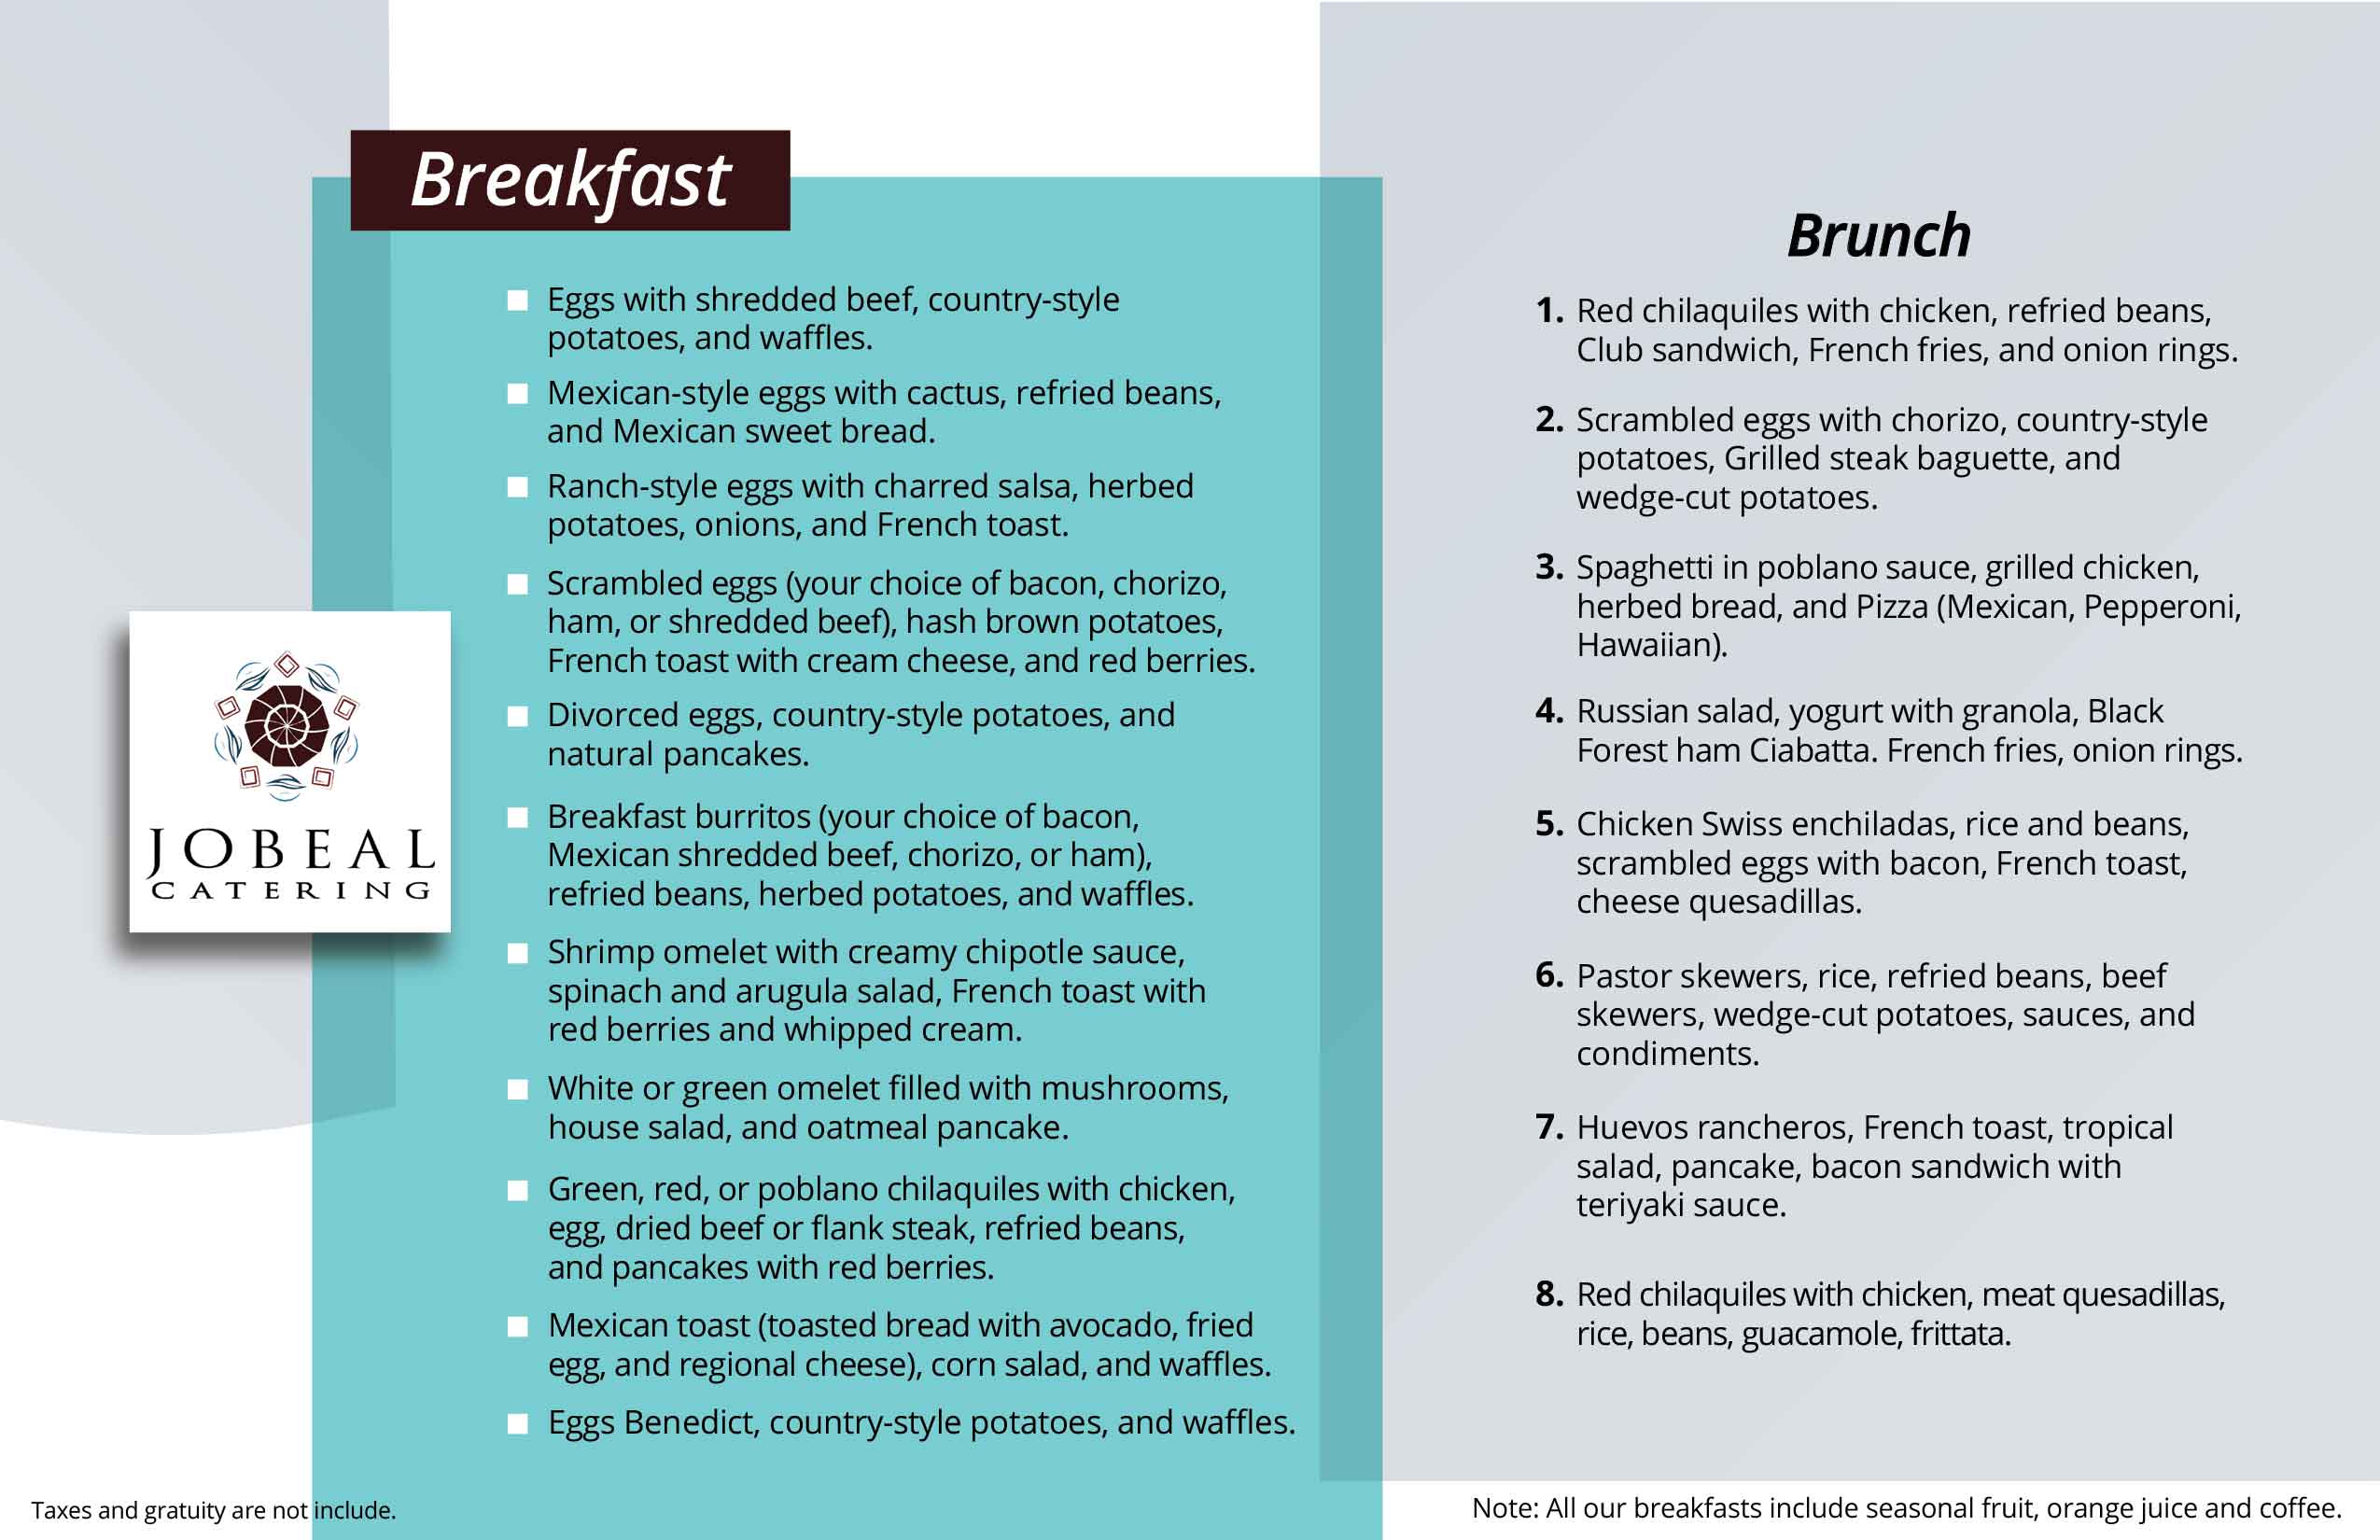 Breakfast
Eggs with shredded beef, country-style
potatoes, and waffles.
Mexican-style eggs with cactus, refried beans,
and Mexican sweet bread.
Ranch-style eggs with charred salsa, herbed
potatoes, onions, and French toast.
Scrambled eggs (your choice of bacon, chorizo,
ham, or shredded beef), hash brown potatoes,
French toast with cream cheese, and red berries.
Divorced eggs, country-style potatoes, and
natural pancakes.
Breakfast burritos (your choice of bacon,
Mexican shredded beef, chorizo, or ham),
refried beans, herbed potatoes, and waffles.
Shrimp omelet with creamy chipotle sauce,
spinach and arugula salad, French toast with
red berries and whipped cream.
White or green omelet filled with mushrooms,
house salad, and oatmeal pancake.
Green, red, or poblano chilaquiles with chicken,
egg, dried beef or flank steak, refried beans,
and pancakes with red berries.
Mexican toast (toasted bread with avocado, fried
egg, and regional cheese), corn salad, and waffles.
Eggs Benedict, country-style potatoes, and waffles.
JOBEAL
CATERING
Taxes and gratuity are not include.
Brunch
1. Red chilaquiles with chicken, refried beans,
Club sandwich, French fries, and onion rings.
2. Scrambled eggs with chorizo, country-style
potatoes, Grilled steak baguette, and
wedge-cut potatoes.
3. Spaghetti in poblano sauce, grilled chicken,
herbed bread, and Pizza (Mexican, Pepperoni,
Hawaiian).
4. Russian salad, yogurt with granola, Black
Forest ham Ciabatta. French fries, onion rings.
5. Chicken Swiss enchiladas, rice and beans,
scrambled eggs with bacon, French toast,
cheese quesadillas.
6. Pastor skewers, rice, refried beans, beef
skewers, wedge-cut potatoes, sauces, and
condiments.
7. Huevos rancheros, French toast, tropical
salad, pancake, bacon sandwich with
teriyaki sauce.
8. Red chilaquiles with chicken, meat quesadillas,
rice, beans, guacamole, frittata.
Note: All our breakfasts include seasonal fruit, orange juice and coffee.